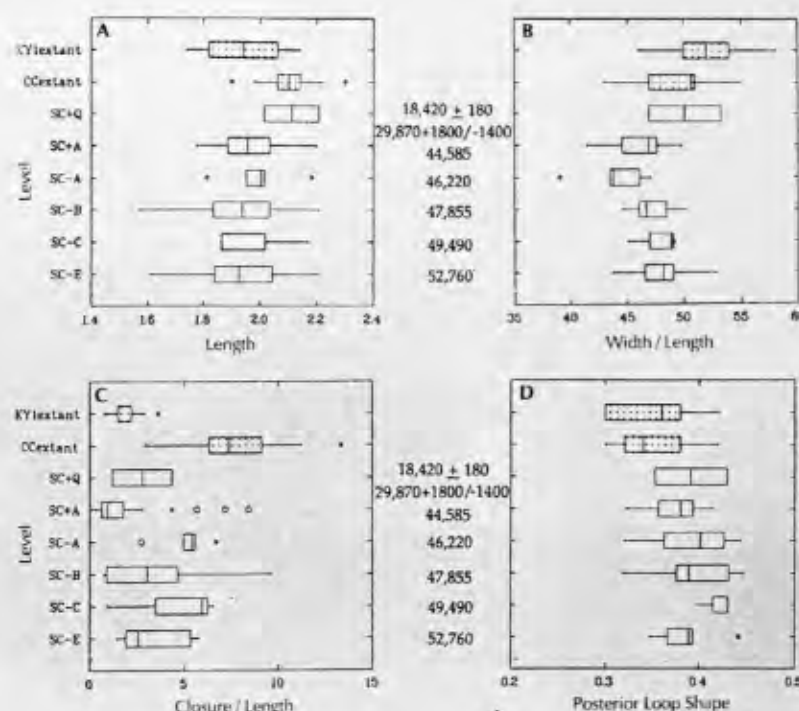 A
Level
KYlextant
CCextant
SC+Q
SC+A
SC-A
SC-B
SC-C
SC-E
1.4 1.6 1.8 2.0 2.2 2.4
Length
18,420 ± 180
29,870+1800/-1400
44,585
46,220
47,855
49,490
52,760
B
35 40 45 50 55 60
Width / Length
C
Level
KYlextant
CCextant
SC+Q
SC+A
SC-A
SC-B
SC-C
SC-E
0 5 10 15
Closure / Length
18,420 ± 180
29,870+1800/-1400
44,585
46,220
47,855
49,490
52,760
D
0.2 0.3 0.4 0.5
Posterior Loop Shape